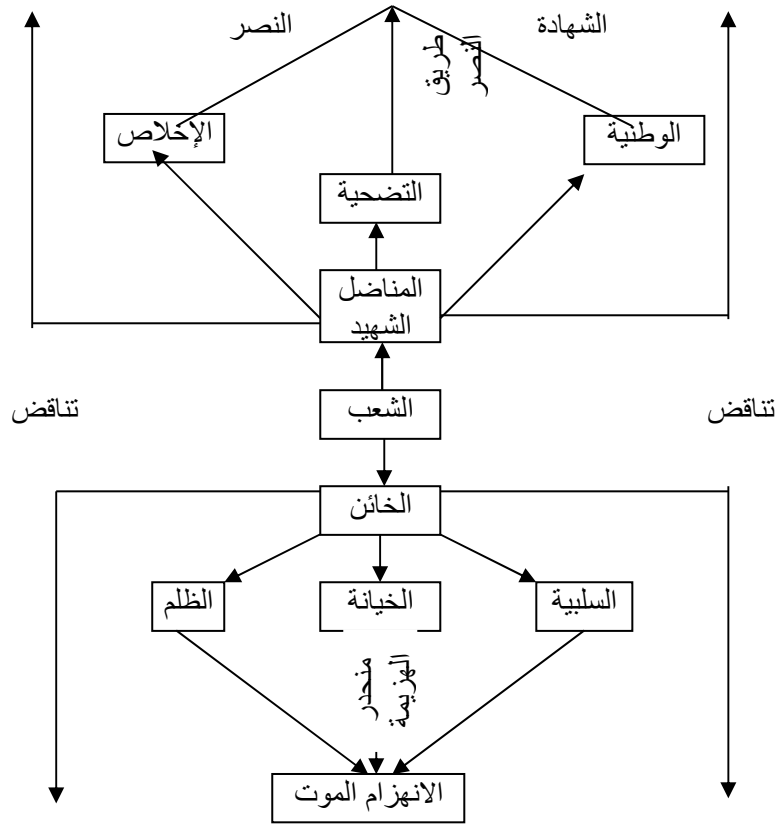 الشهادة
النصر
طريق
النصر
الوطنية
الإخلاص
التضحية
المناضل
الشهيد
تناقض
الشعب
تناقض
الخائن
السلبية
الخيانة
الظلم
منحدر
الهزيمة
الانهزام الموت